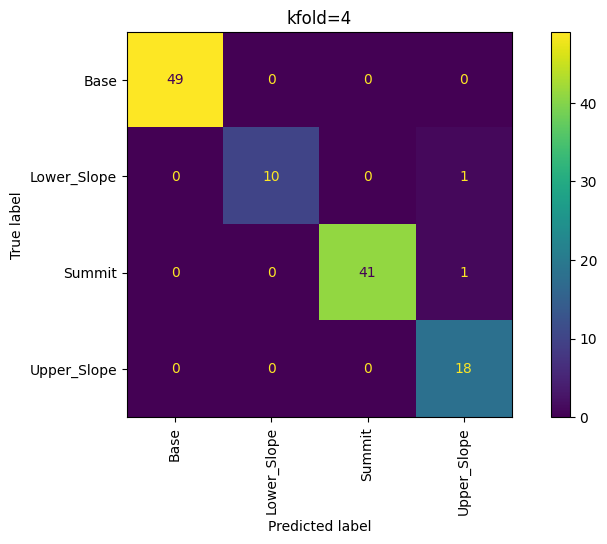 kfold=4
True label
Base
49 0 0 0
Lower_Slope
0 10 0 1
Summit
0 0 41 1
Upper_Slope
0 0 0 18
Base
Lower_Slope
Summit
Upper_Slope
Predicted label
40
30
20
10
0